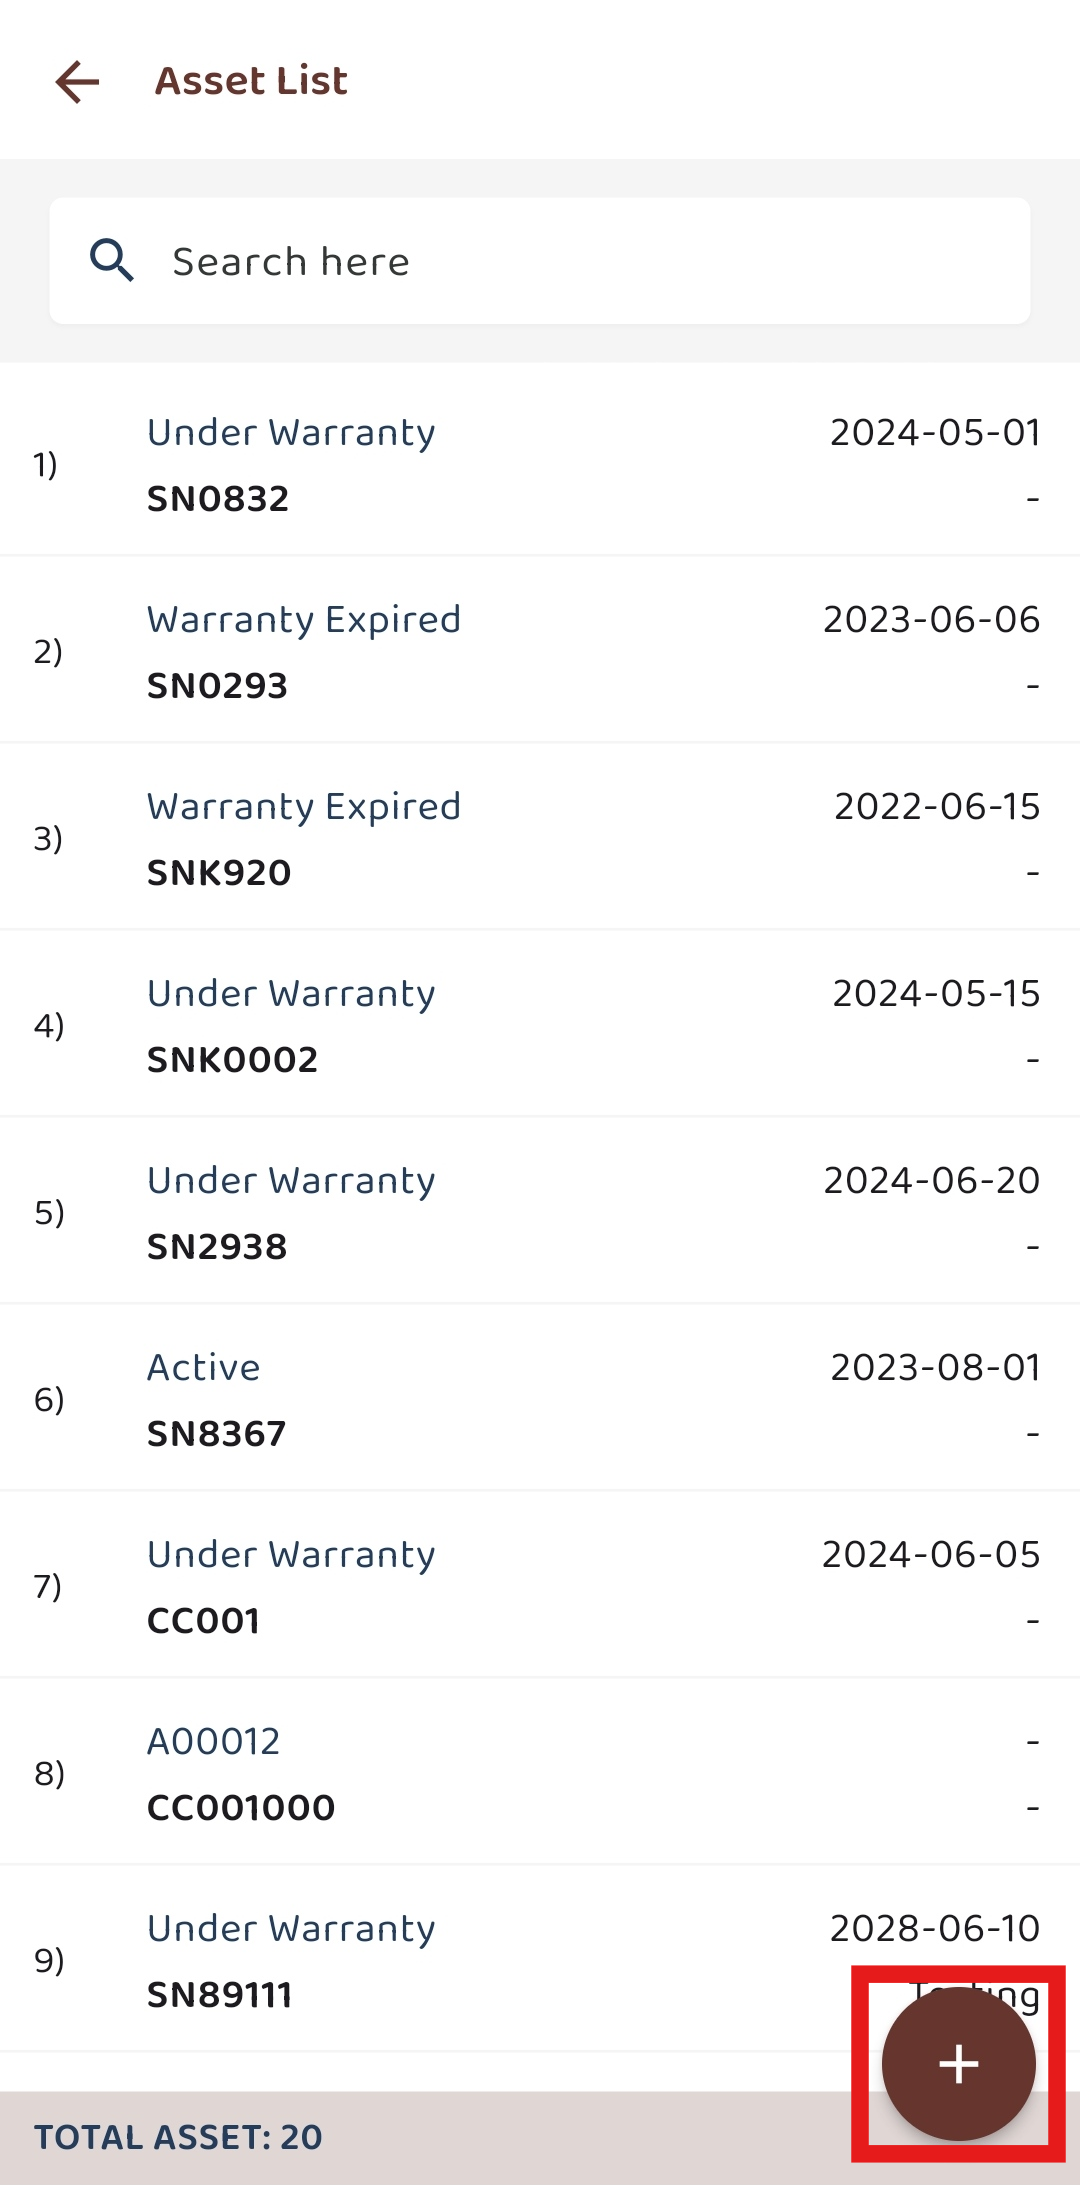 Asset List
Search here
1) Under Warranty 2024-05-01
SN0832 -
2) Warranty Expired 2023-06-06
SN0293 -
3) Warranty Expired 2022-06-15
SNK920 -
4) Under Warranty 2024-05-15
SNK0002 -
5) Under Warranty 2024-06-20
SN2938 -
6) Active 2023-08-01
SN8367 -
7) Under Warranty 2024-06-05
CC001 -
8) A00012 -
CC001000 -
9) Under Warranty 2028-06-10
SN89111
+
TOTAL ASSET: 20